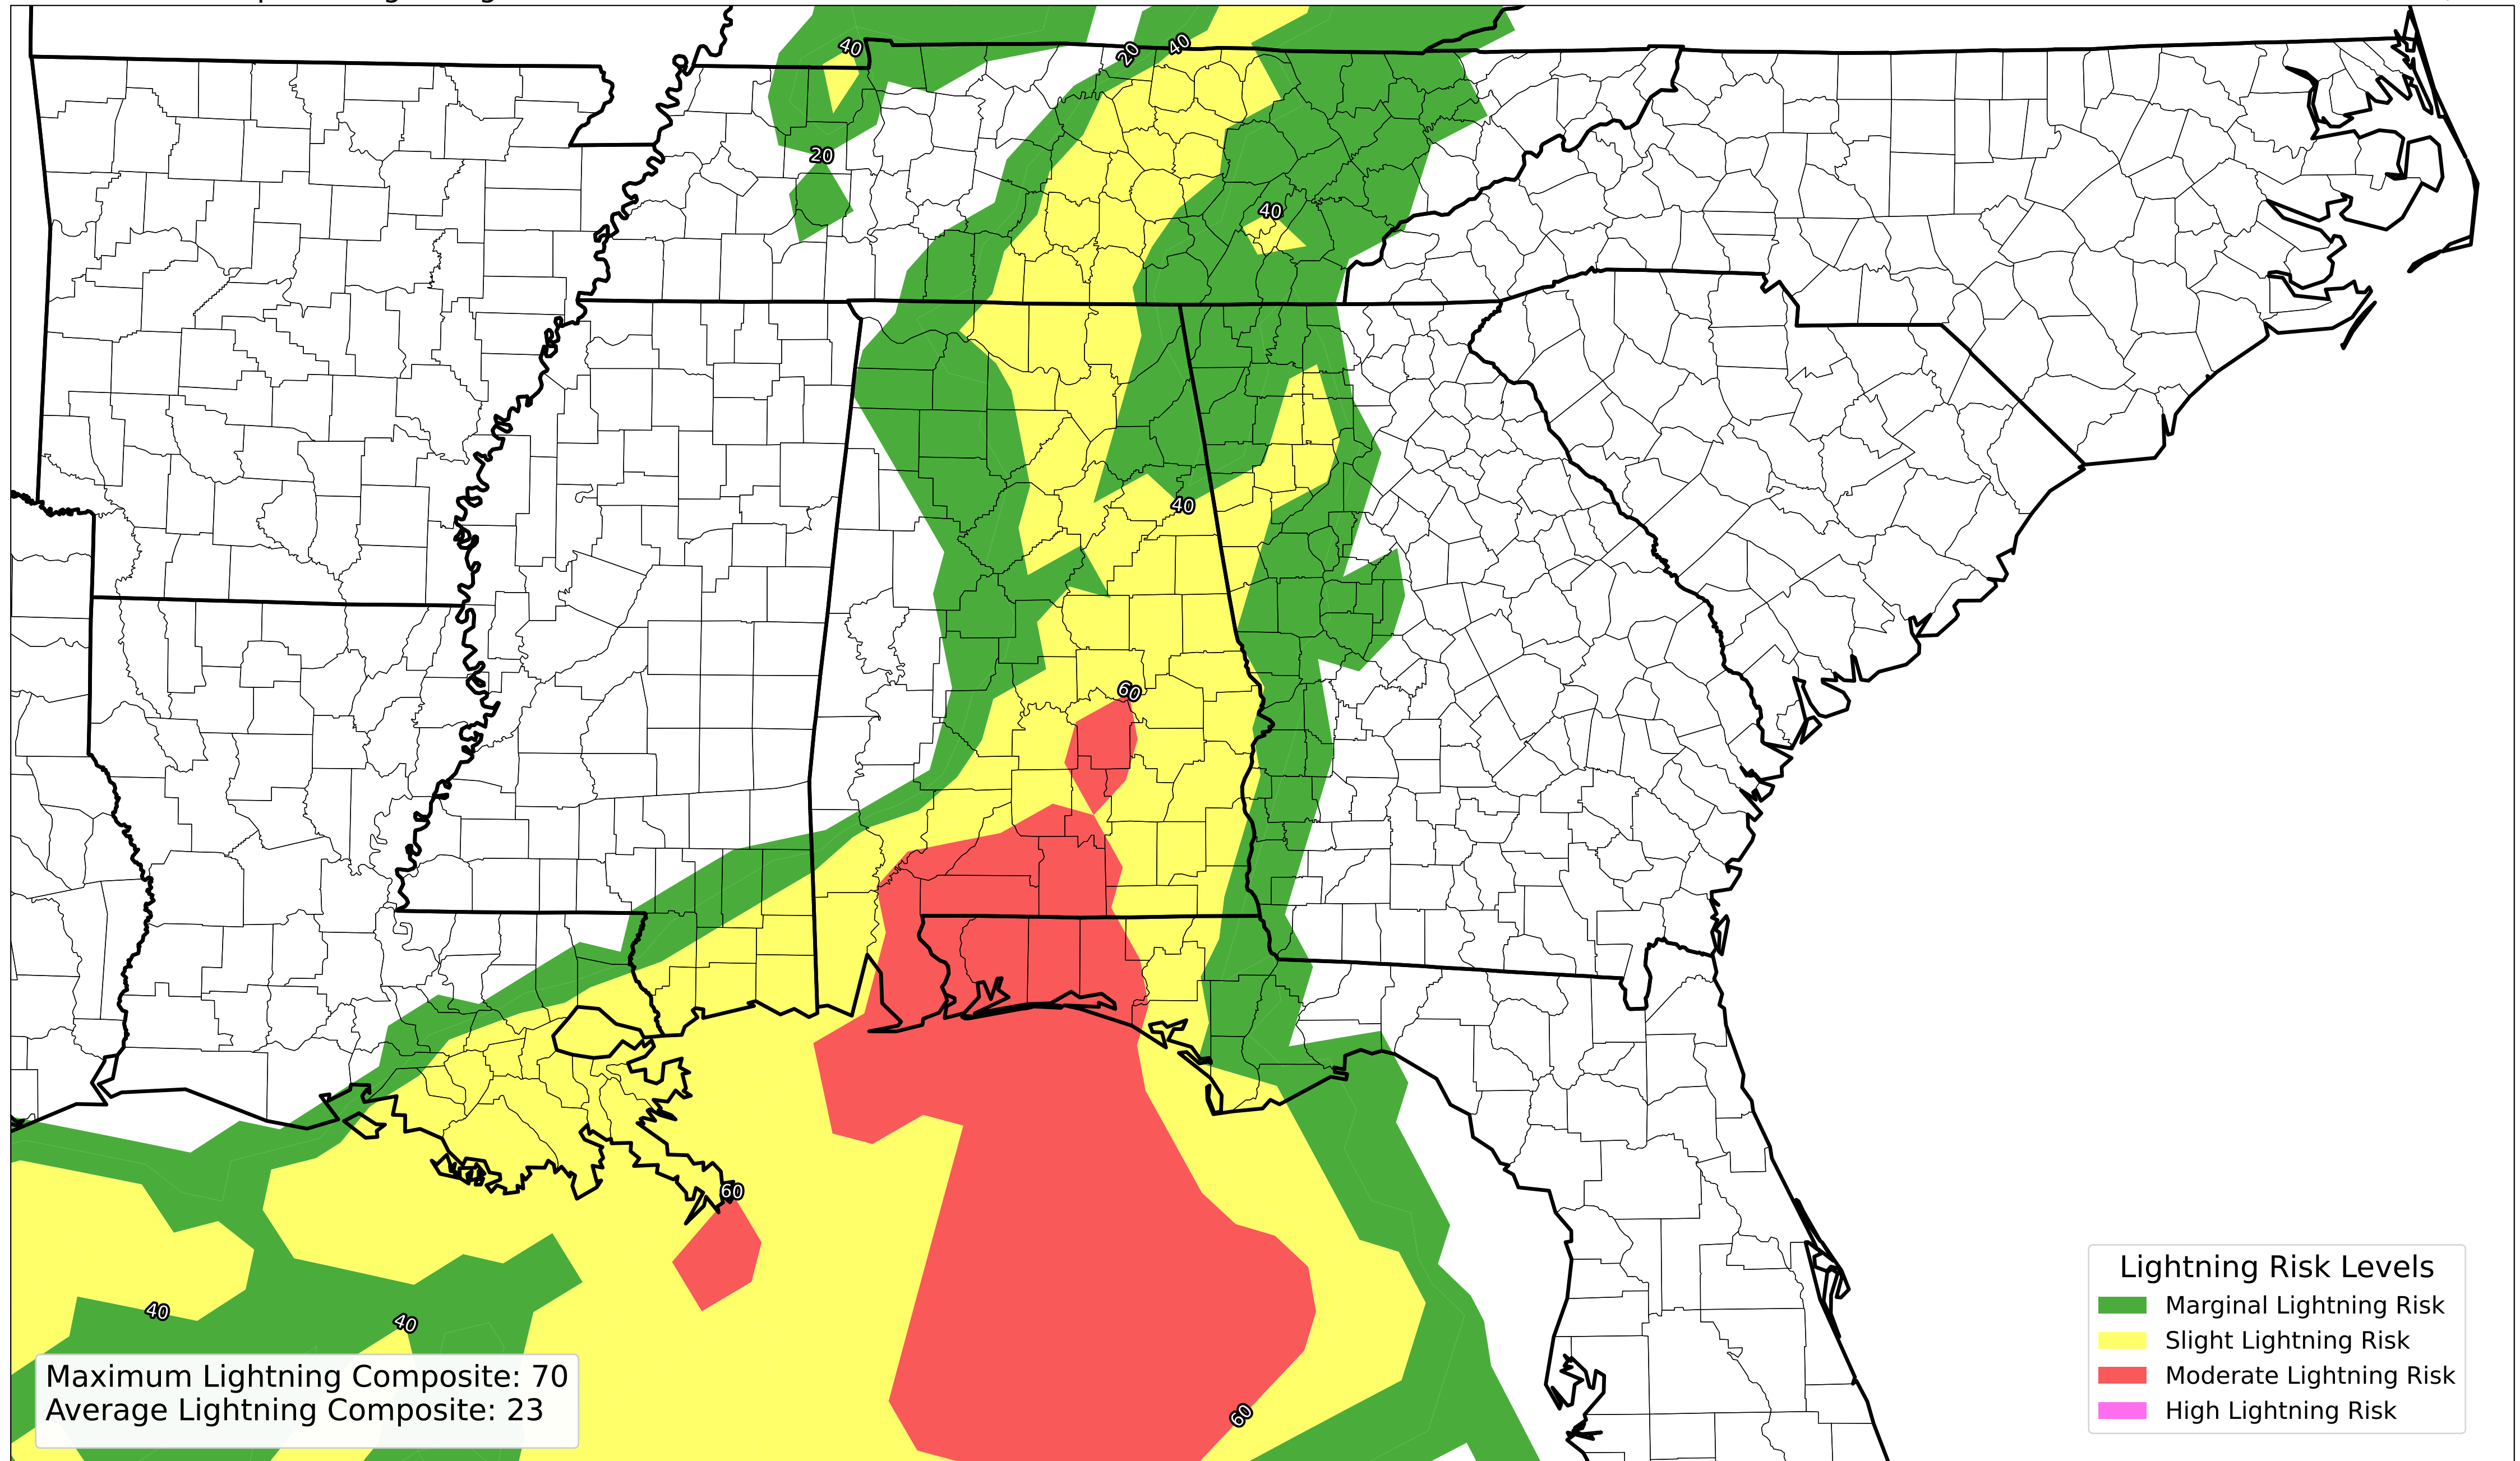 40
20
40
20
40
40
60
60
40
40
60
Maximum Lightning Composite: 70
Average Lightning Composite: 23
Lightning Risk Levels
Marginal Lightning Risk
Slight Lightning Risk
Moderate Lightning Risk
High Lightning Risk